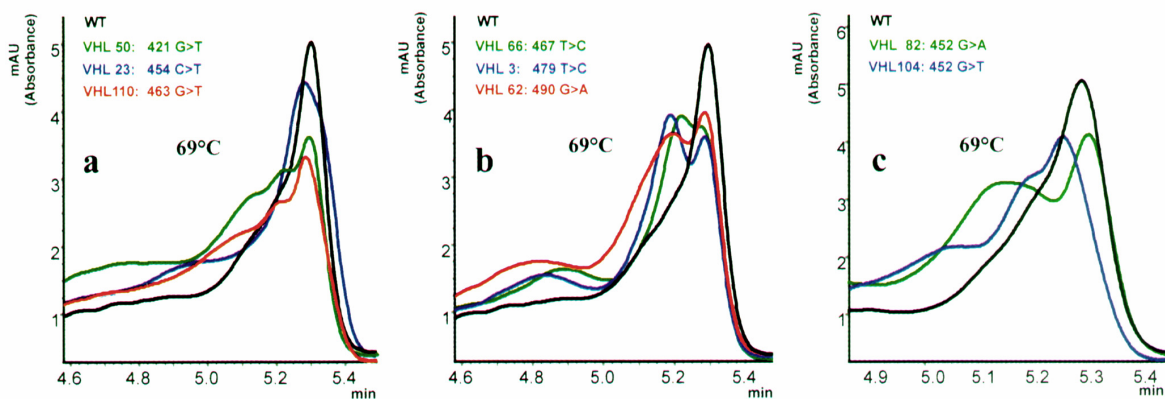 mAU
(Absorbance)
5
4
3
2
1
WT
VHL 50: 421 G>T
VHL 23: 454 C>T
VHL110: 463 G>T
69°C
a
4.6 4.8 5.0 5.2 5.4
min
mAU
(Absorbance)
5
4
3
2
1
WT
VHL 66: 467 T>C
VHL 3: 479 T>C
VHL 62: 490 G>A
69°C
b
4.6 4.8 5.0 5.2 5.4
min
mAU
(Absorbance)
6
5
4
3
2
1
WT
VHL 82: 452 G>A
VHL104: 452 G>T
69°C
c
4.9 5.0 5.1 5.2 5.3 5.4
min